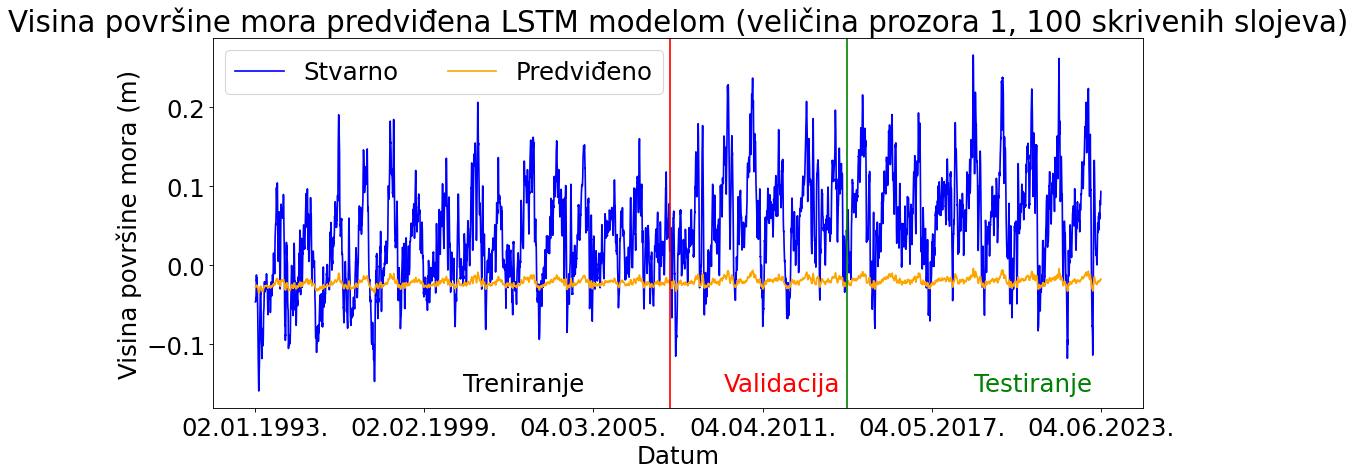 Visina površine mora predviđena LSTM modelom (veličina prozora 1, 100 skrivenih slojeva)
Stvarno
Predviđeno
Visina površine mora (m)
0.2
0.1
0.0
−0.1
Treniranje
Validacija
Testiranje
02.01.1993.
02.02.1999.
04.03.2005.
04.04.2011.
04.05.2017.
04.06.2023.
Datum